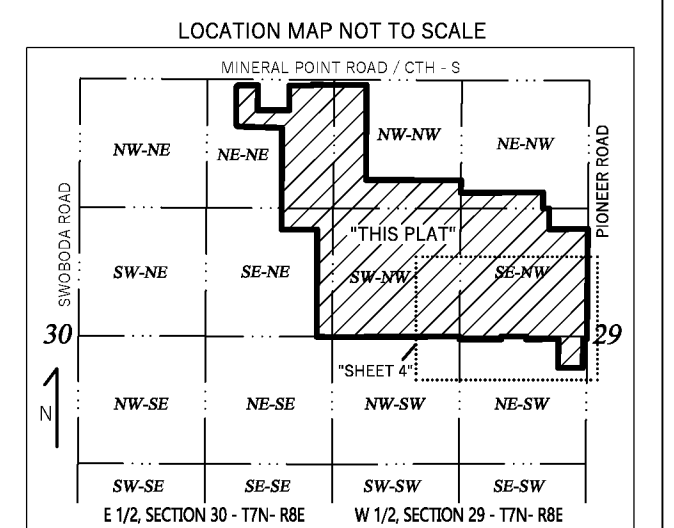 LOCATION MAP NOT TO SCALE
MINERAL POINT ROAD / CTH - S
NW-NE
NE-NE
NW-NW
NE-NW
PIONEER ROAD
SWOBODA ROAD
"THIS PLAT"
SW-NE
SE-NE
SW-NW
SE-NW
30
29
"SHEET 4"
N
NW-SE
NE-SE
NW-SW
NE-SW
SW-SE
SE-SE
SW-SW
SE-SW
E 1/2, SECTION 30 - T7N- R8E
W 1/2, SECTION 29 - T7N- R8E